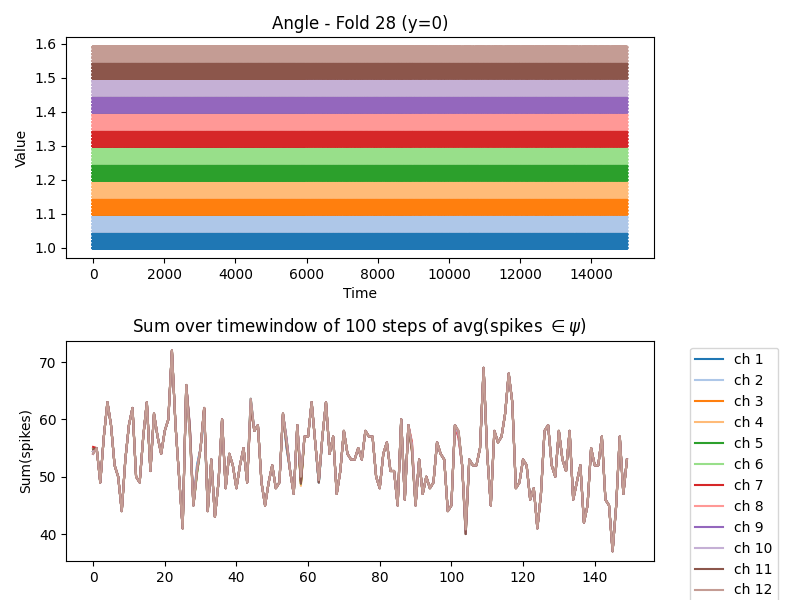 Angle - Fold 28 (y=0)
1.6
1.5
1.4
1.3
1.2
1.1
1.0
Value
0 2000 4000 6000 8000 10000 12000 14000
Time
Sum over timewindow of 100 steps of avg(spikes ∈ ψ)
70
60
50
40
Sum(spikes)
0 20 40 60 80 100 120 140
ch 1
ch 2
ch 3
ch 4
ch 5
ch 6
ch 7
ch 8
ch 9
ch 10
ch 11
ch 12